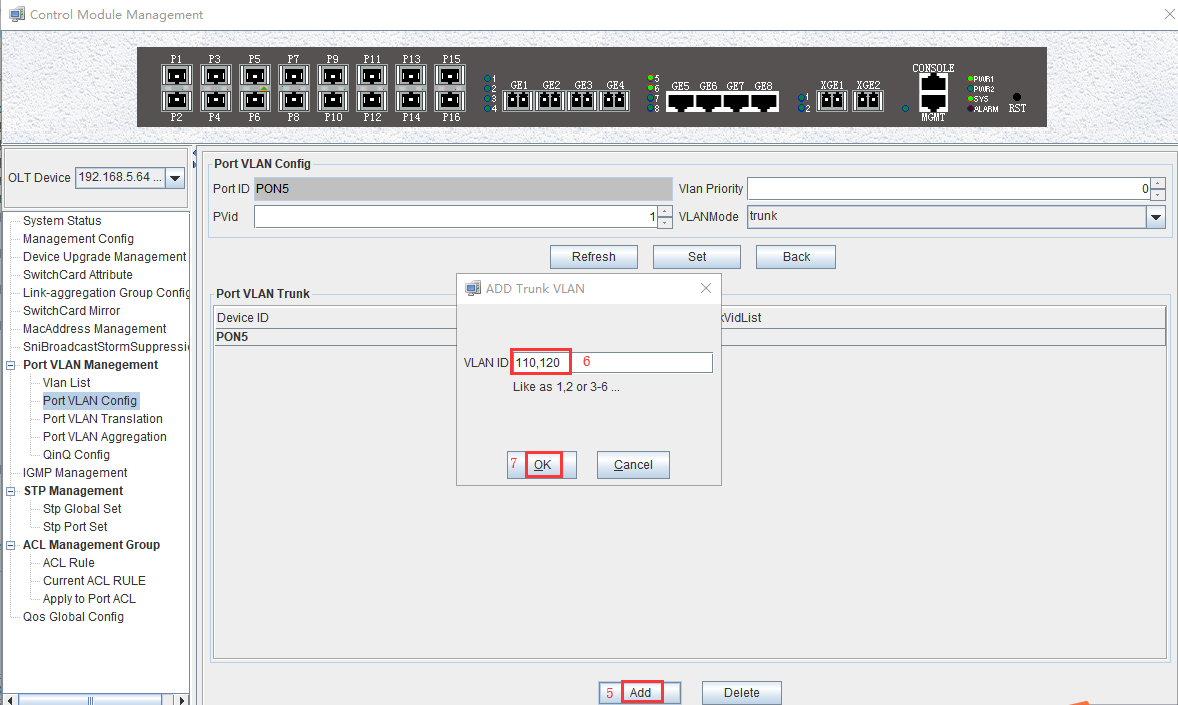 Control Module Management
P1 P3 P5 P7 P9 P11 P13 P15
P2 P4 P6 P8 P10 P12 P14 P16
1
2
3
4
GE1 GE2 GE3 GE4
5
6
7
8
GE5 GE6 GE7 GE8
1
2
XGE1 XGE2
CONSOLE
MGMT
PWR1
PWR2
SYS
ALARM
RST
OLT Device 192.168.5.64 ...
System Status
Management Config
Device Upgrade Management
SwitchCard Attribute
Link-aggregation Group Config
SwitchCard Mirror
MacAddress Management
SniBroadcastStormSuppressio
Port VLAN Mangement
Vlan List
Port VLAN Config
Port VLAN Translation
Port VLAN Aggregation
QinQ Config
IGMP Management
STP Management
Stp Global Set
Stp Port Set
ACL Management Group
ACL Rule
Current ACL RULE
Apply to Port ACL
Qos Global Config
Port VLAN Config
Port ID PON5 Vlan Priority 0
PVid 1 VLANMode trunk
Refresh Set Back
Port VLAN Trunk
Device ID VidList
PON5
ADD Trunk VLAN
VLAN ID 110,120 6
Like as 1,2 or 3-6 ...
7 OK Cancel
5 Add Delete